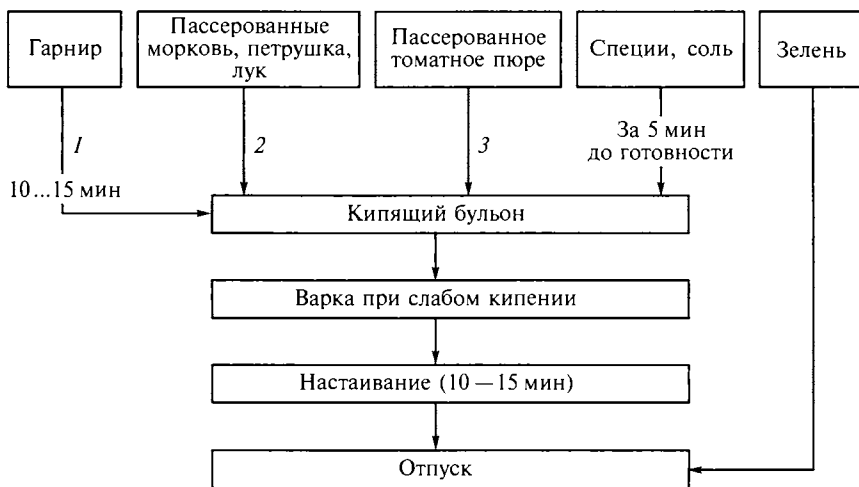 Гарнир
Пассерованные
морковь, петрушка,
лук
Пассерованное
томатное пюре
Специи, соль
Зелень
1
2
3
За 5 мин
до готовности
10...15 мин
Кипящий бульон
Варка при слабом кипении
Настаивание (10 — 15 мин)
Отпуск